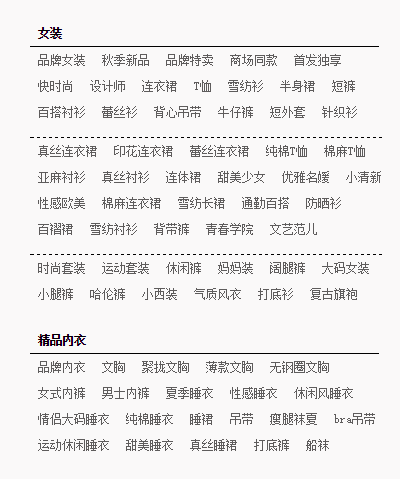 女装
品牌女装 秋季新品 品牌特卖 商场同款 首发独享
快时尚 设计师 连衣裙 T恤 雪纺衫 半身裙 短裤
百搭衬衫 蕾丝衫 背心吊带 牛仔裤 短外套 针织衫
真丝连衣裙 印花连衣裙 蕾丝连衣裙 纯棉T恤 棉麻T恤
亚麻衬衫 真丝衬衫 连体裙 甜美少女 优雅名媛 小清新
性感欧美 棉麻连衣裙 雪纺长裙 通勤百搭 防晒衫
百褶裙 雪纺衬衫 背带裤 青春学院 文艺范儿
时尚套装 运动套装 休闲裤 妈妈装 阔腿裤 大码女装
小腿裤 哈伦裤 小西装 气质风衣 打底衫 复古旗袍
精品内衣
品牌内衣 文胸 聚拢文胸 薄款文胸 无钢圈文胸
女式内裤 男士内裤 夏季睡衣 性感睡衣 休闲风睡衣
情侣大码睡衣 纯棉睡衣 睡裙 吊带 瘦腿袜夏 bra吊带
运动休闲睡衣 甜美睡衣 真丝睡裙 打底裤 船袜